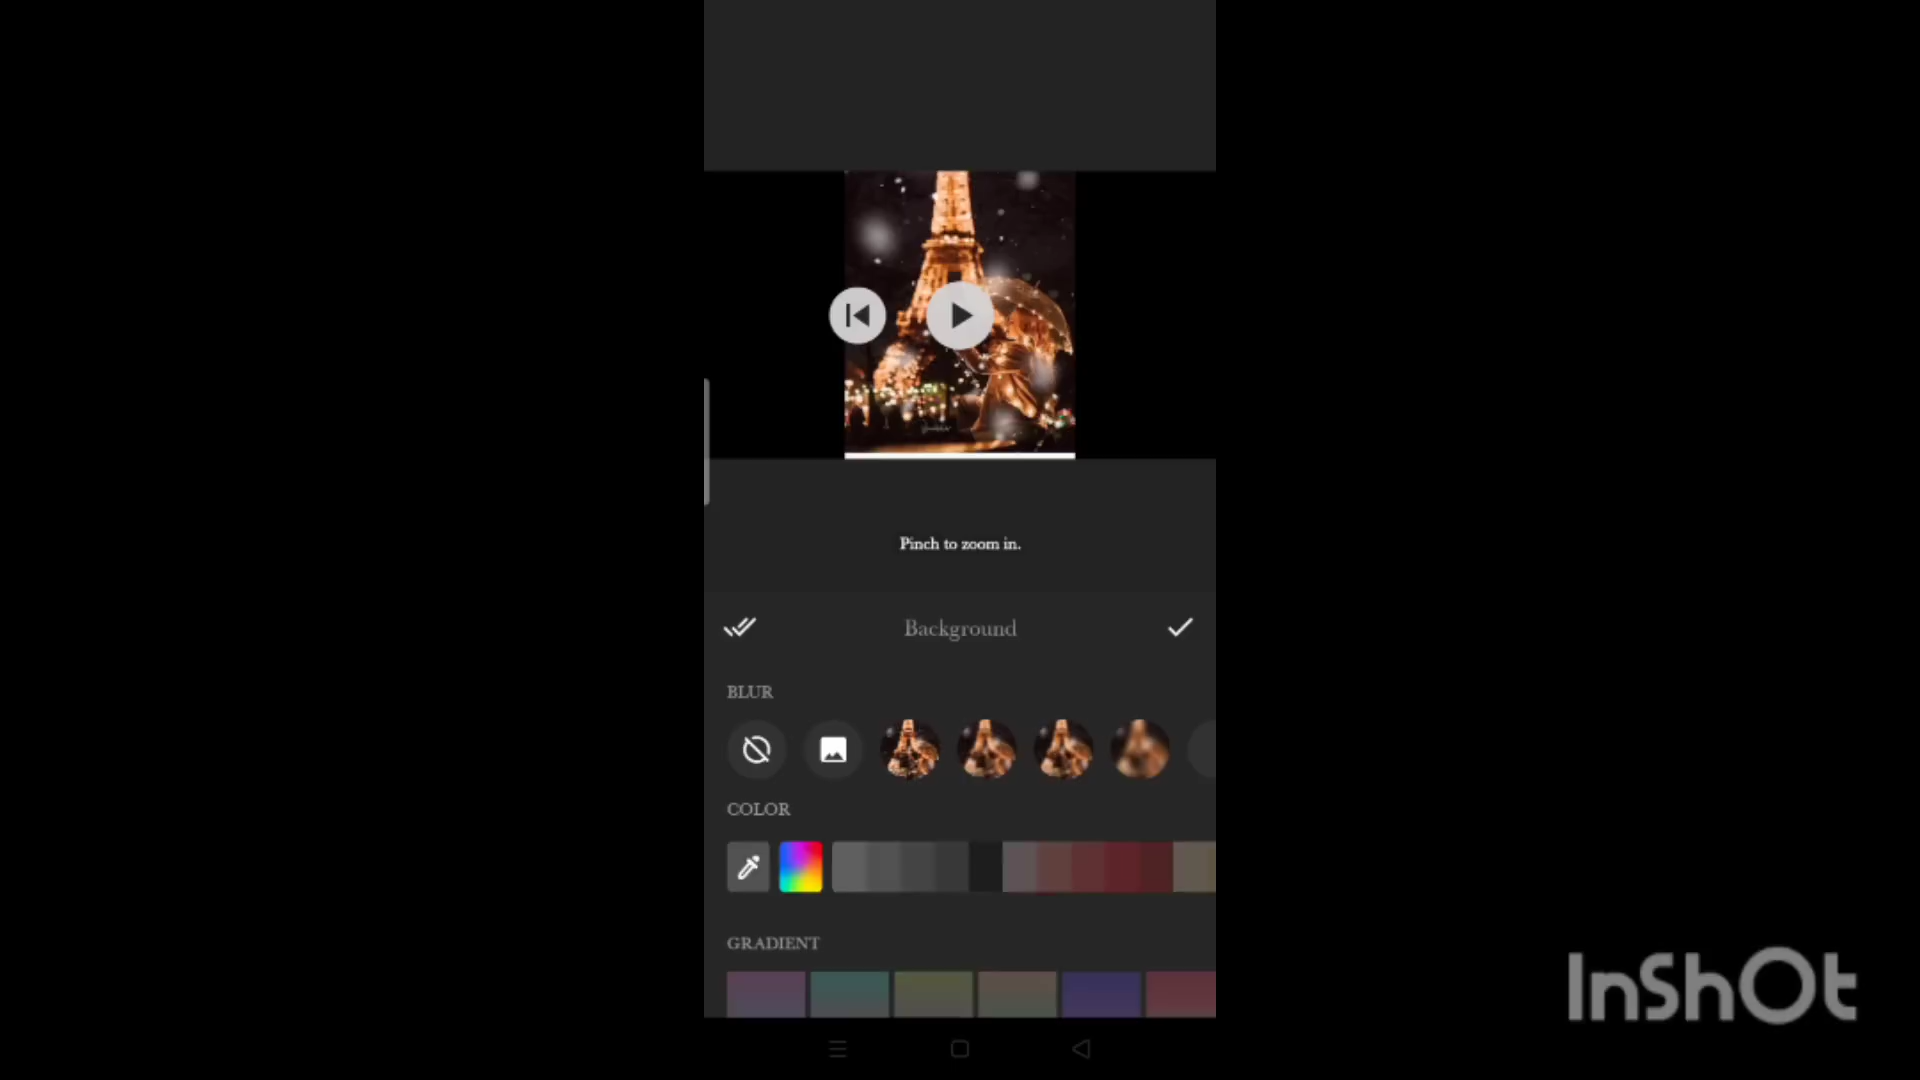 Pinch to zoom in.
Background
BLUR
COLOR
GRADIENT
InShOt